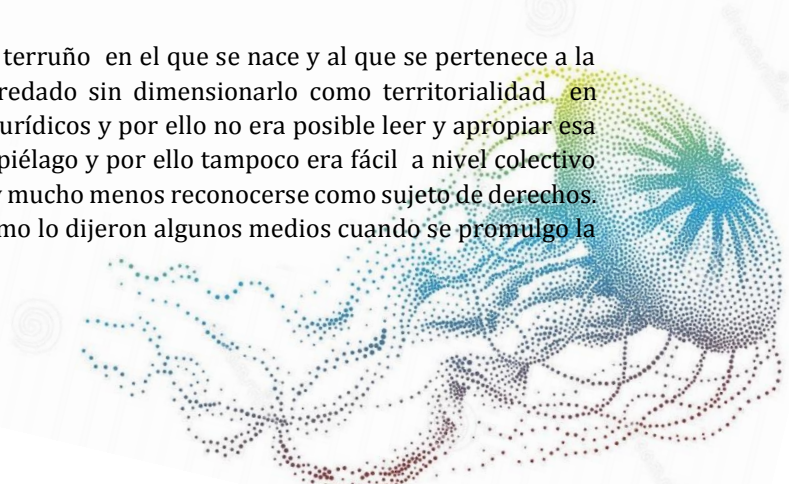 terruño en el que se nace y al que se pertenece a la
redado sin dimensionarlo como territorialidad en
urídicos y por ello no era posible leer y apropiar esa
piélago y por ello tampoco era fácil a nivel colectivo
y mucho menos reconocerse como sujeto de derechos.
mo lo dijeron algunos medios cuando se promulgo la